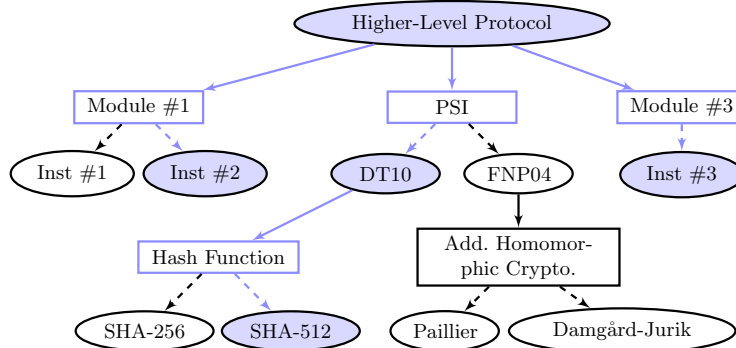 Higher-Level Protocol
Module #1
PSI
Module #3
Inst #1
Inst #2
DT10
FNP04
Inst #3
Hash Function
Add. Homomor-
phic Crypto.
SHA-256
SHA-512
Paillier
Damgård-Jurik